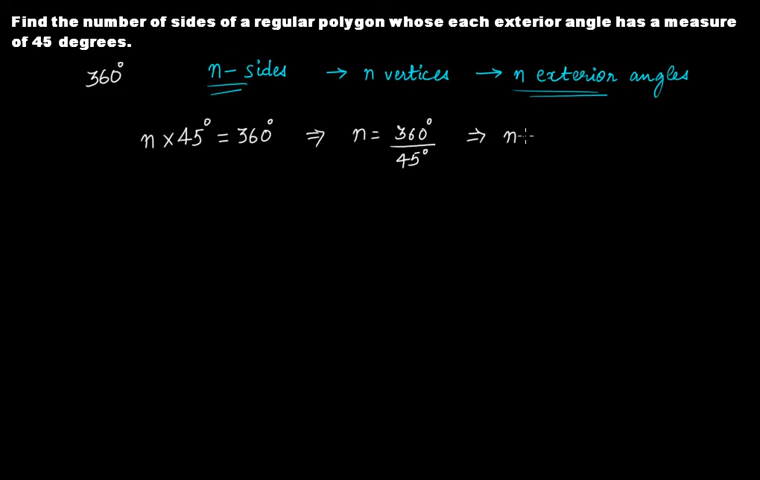 Find the number of sides of a regular polygon whose each exterior angle has a measure
of 45 degrees.
360° n- sides → n vertices → n exterior angles
n × 45° = 360° ⇒ n = 360°/45° ⇒ n-